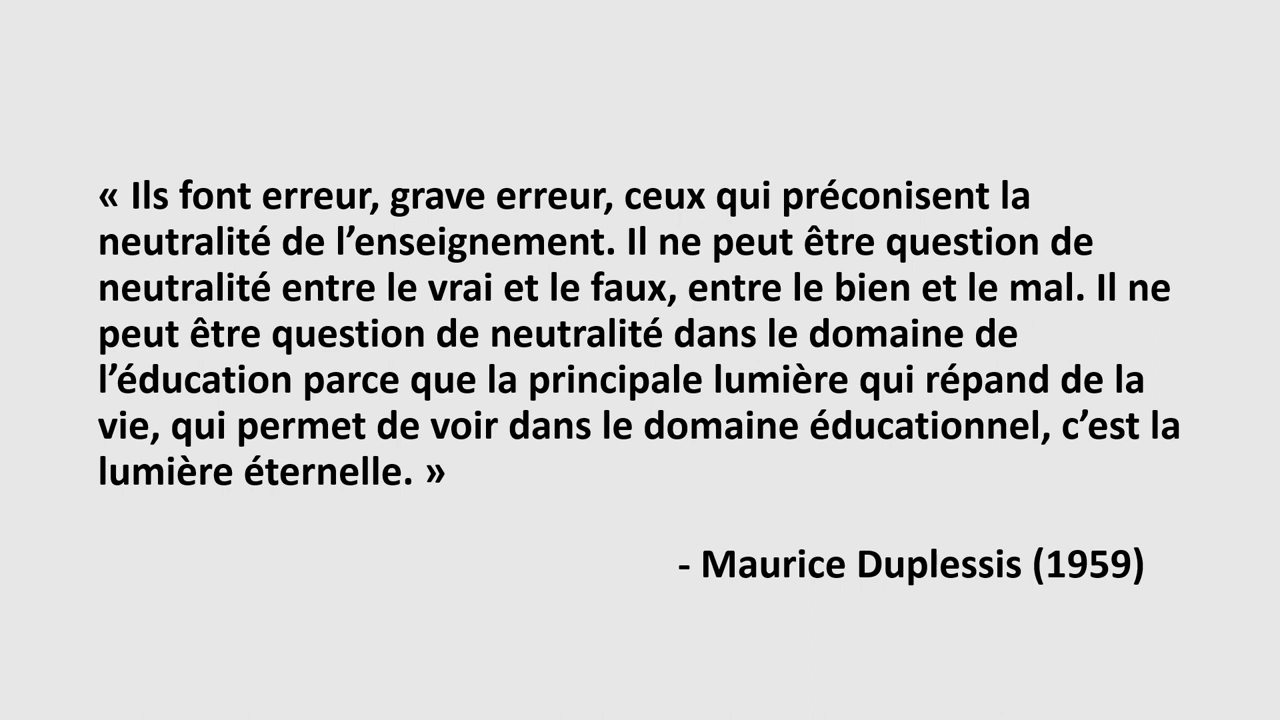 « Ils font erreur, grave erreur, ceux qui préconisent la
neutralité de l’enseignement. Il ne peut être question de
neutralité entre le vrai et le faux, entre le bien et le mal. Il ne
peut être question de neutralité dans le domaine de
l’éducation parce que la principale lumière qui répand de la
vie, qui permet de voir dans le domaine éducationnel, c’est la
lumière éternelle. »
- Maurice Duplessis (1959)